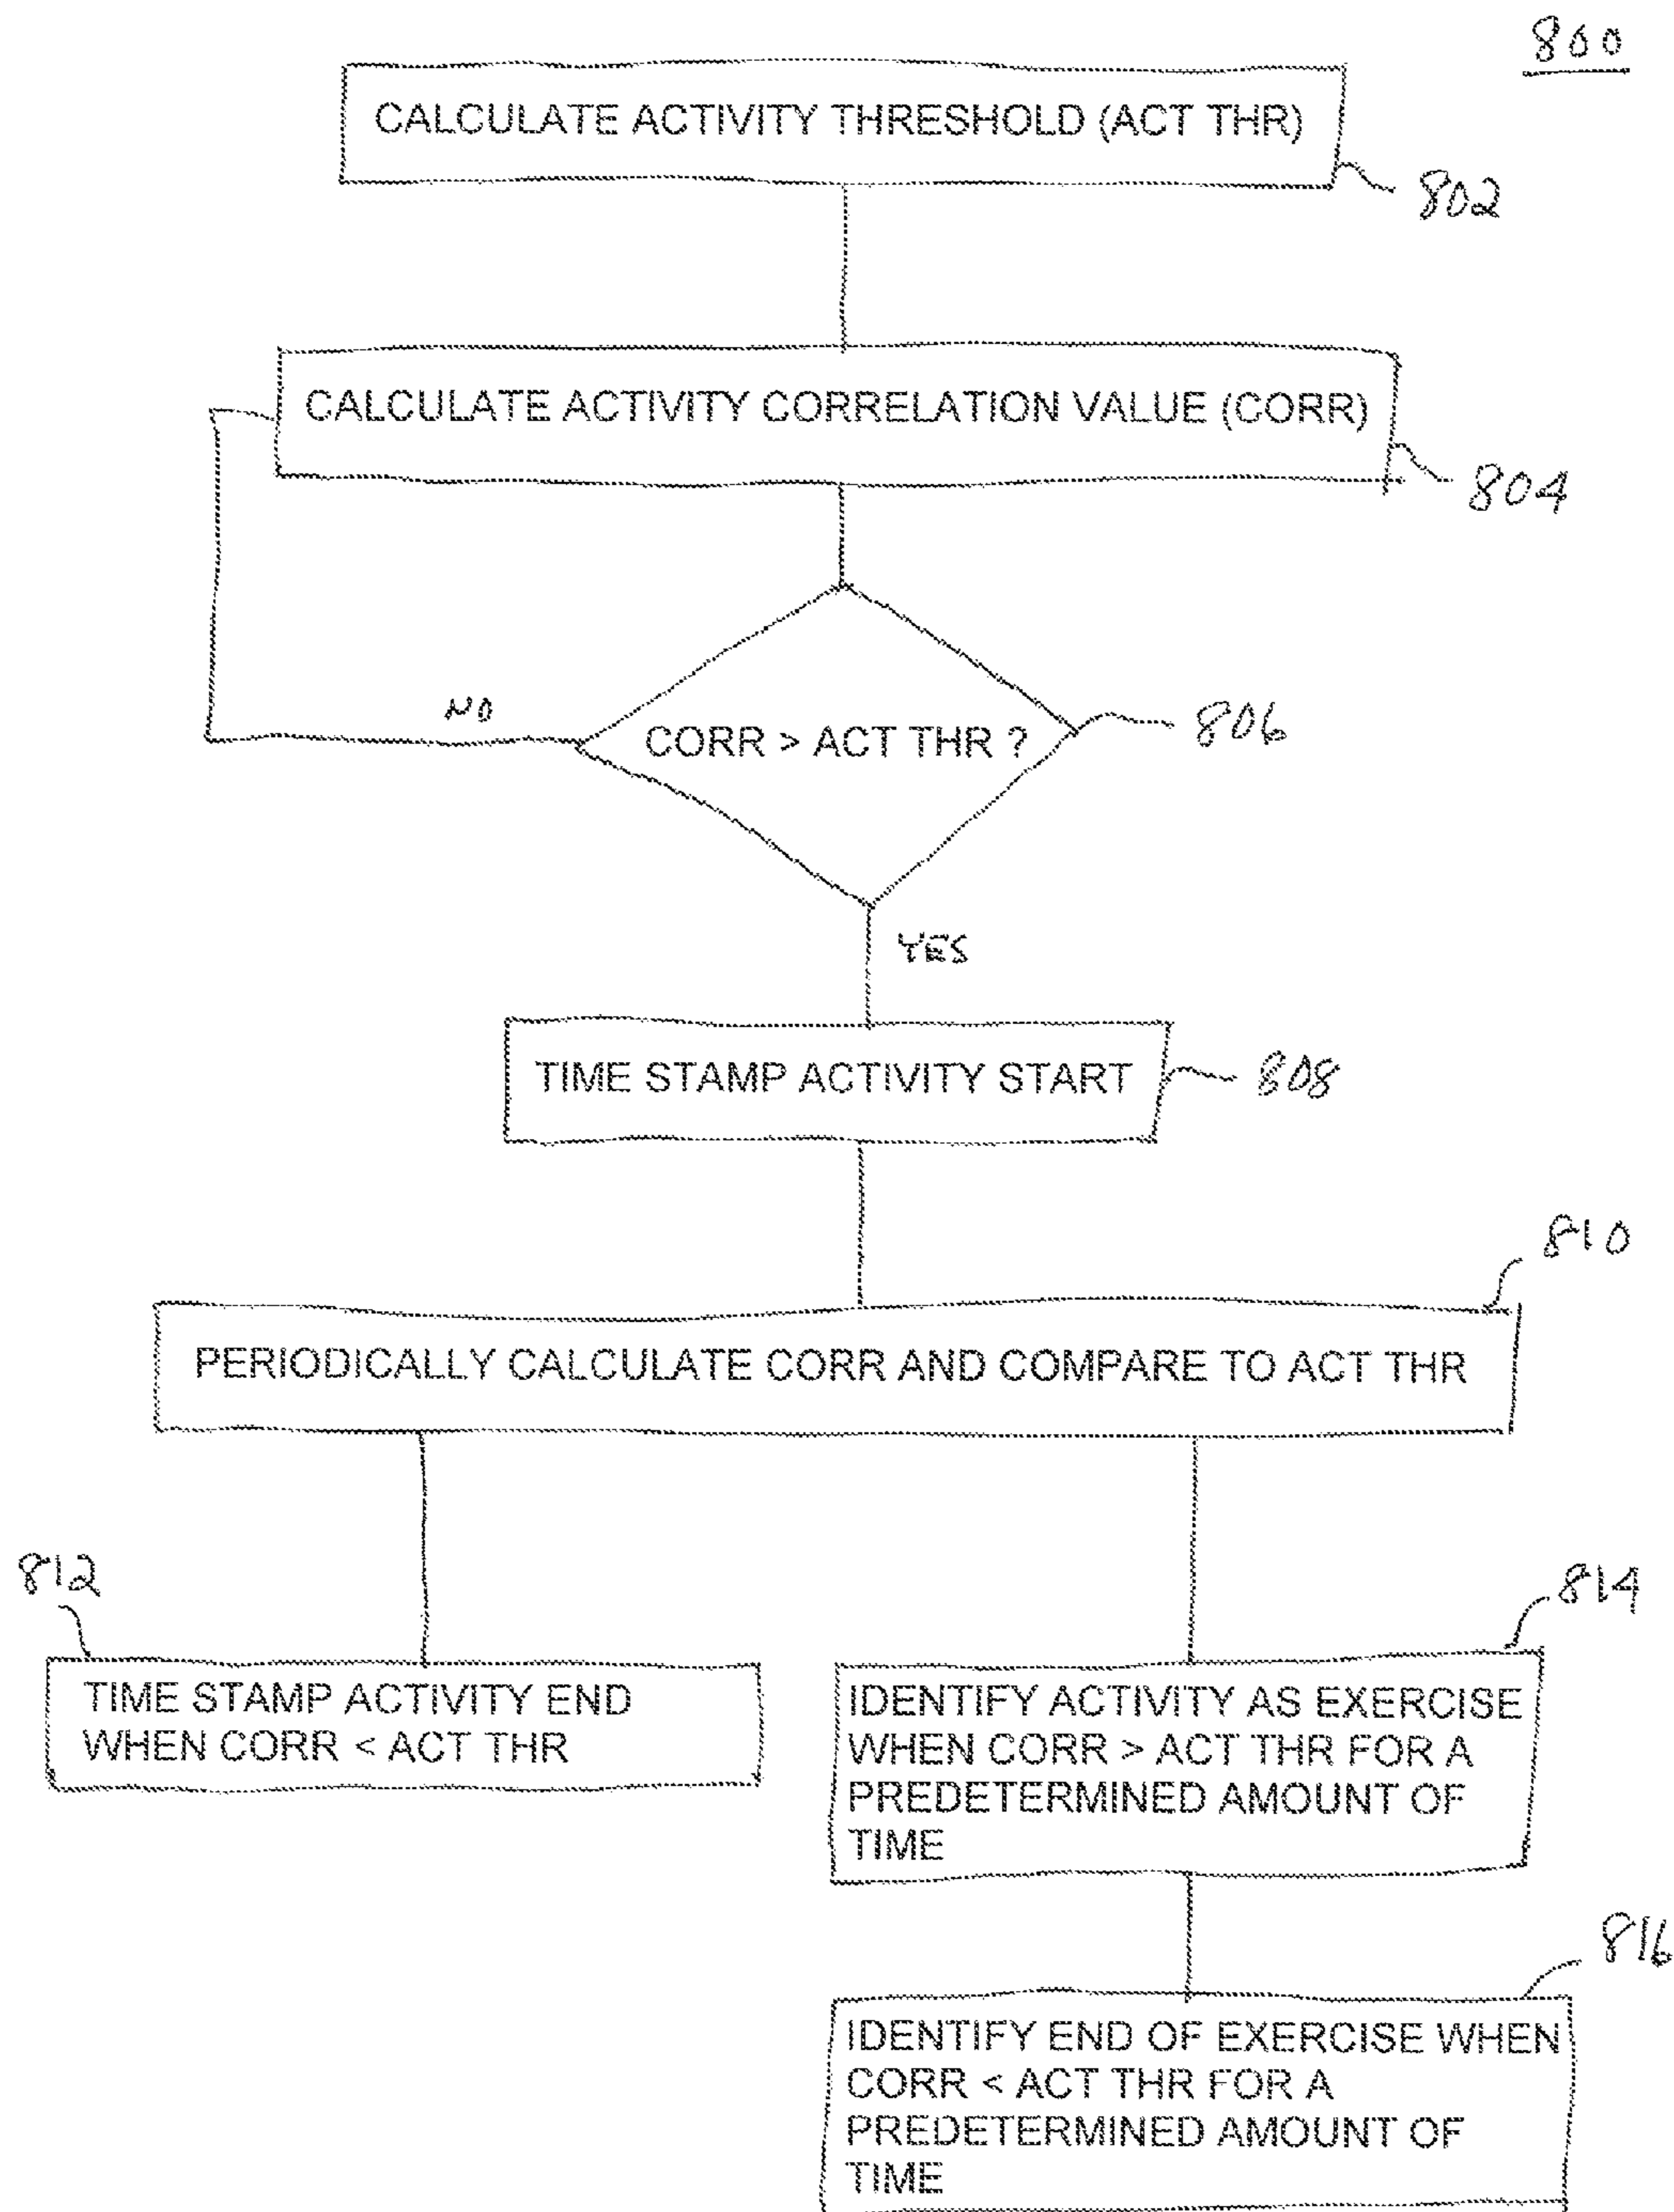 800
CALCULATE ACTIVITY THRESHOLD (ACT THR)
802
CALCULATE ACTIVITY CORRELATION VALUE (CORR)
804
NO
CORR > ACT THR ?
806
YES
TIME STAMP ACTIVITY START
808
810
PERIODICALLY CALCULATE CORR AND COMPARE TO ACT THR
812
TIME STAMP ACTIVITY END
WHEN CORR < ACT THR
814
IDENTIFY ACTIVITY AS EXERCISE
WHEN CORR > ACT THR FOR A
PREDETERMINED AMOUNT OF
TIME
816
IDENTIFY END OF EXERCISE WHEN
CORR < ACT THR FOR A
PREDETERMINED AMOUNT OF
TIME